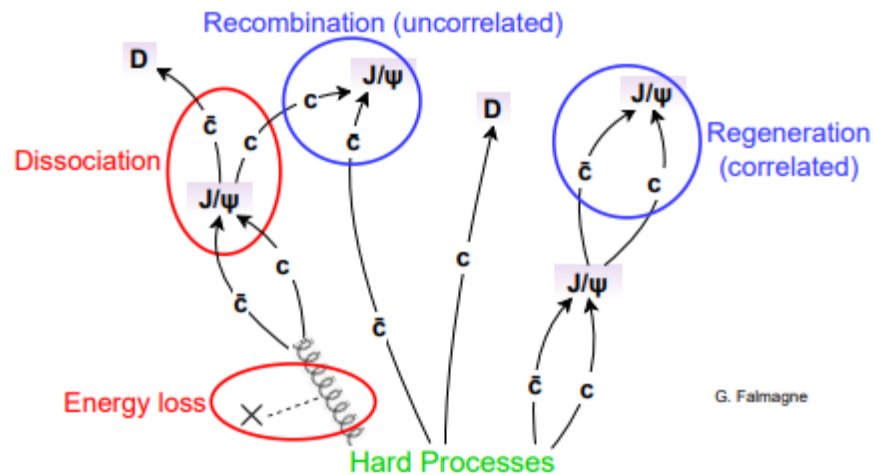 Recombination (uncorrelated)
D
J/ψ
J/ψ
c
D
c̄
c
c̄
Regeneration
(correlated)
Dissociation
c̄
c
J/ψ
c
c
J/ψ
c̄
c̄
c̄
c
Energy loss
G. Falmagne
Hard Processes